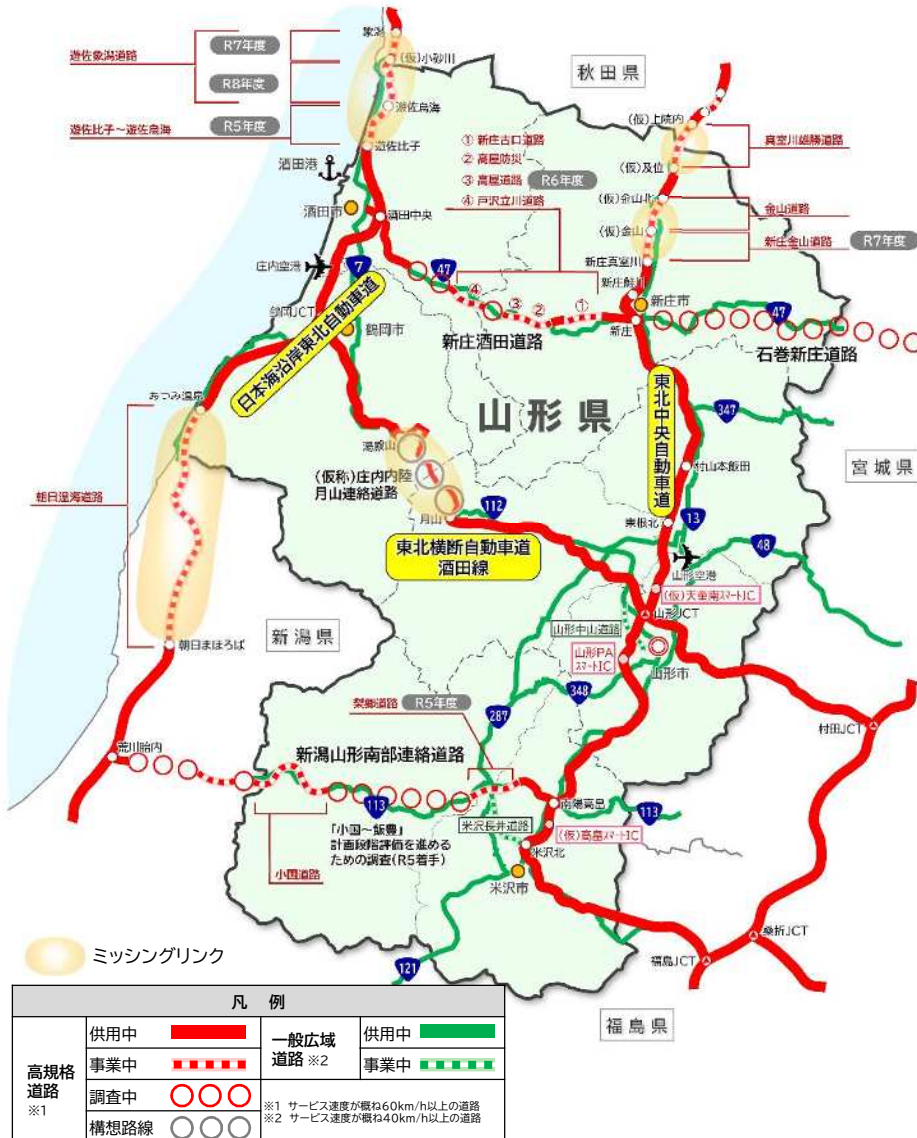 象潟
遊佐象潟道路
R7年度
(仮)小砂川
秋田県
R8年度
遊佐鳥海
(仮)上院内
遊佐比子～遊佐鳥海
R5年度
① 新庄古口道路
真室川雄勝道路
遊佐比子
② 高屋防災
(仮)及位
酒田港
③ 高屋道路
R6年度
(仮)金山北
酒田市
④ 戸沢立川道路
金山道路
酒田中央
(仮)金山
新庄金山道路
R7年度
新庄真室川
庄内空港
7
47
新庄鮭川
④
③
②
①
新庄市
47
鶴岡JCT
新庄
鶴岡市
新庄酒田道路
石巻新庄道路
日本海沿岸東北自動車道
あつみ温泉
山形県
東北中央自動車道
347
湯殿山
村山本飯田
宮城県
(仮称)庄内内陸
月山連絡道路
朝日温海道路
月山
112
13
東根北
48
東北横断自動車道
酒田線
山形空港
(仮)天童南スマートIC
山形JCT
新潟県
山形中山道路
朝日まほろば
山形PA
スマートIC
山形市
348
梨郷道路
R5年度
287
村田JCT
荒川胎内
新潟山形南部連絡道路
113
南陽高畠
113
「小国～飯豊」
計画段階評価を進める
ための調査(R5着手)
米沢長井道路
(仮)高畠スマートIC
米沢北
小国道路
米沢市
桑折JCT
福島JCT
ミッシングリンク
121
福島県
凡 例
高規格
道路
※1
供用中
事業中
調査中
構想路線
一般広域
道路 ※2
供用中
事業中
※1 サービス速度が概ね60km/h以上の道路
※2 サービス速度が概ね40km/h以上の道路